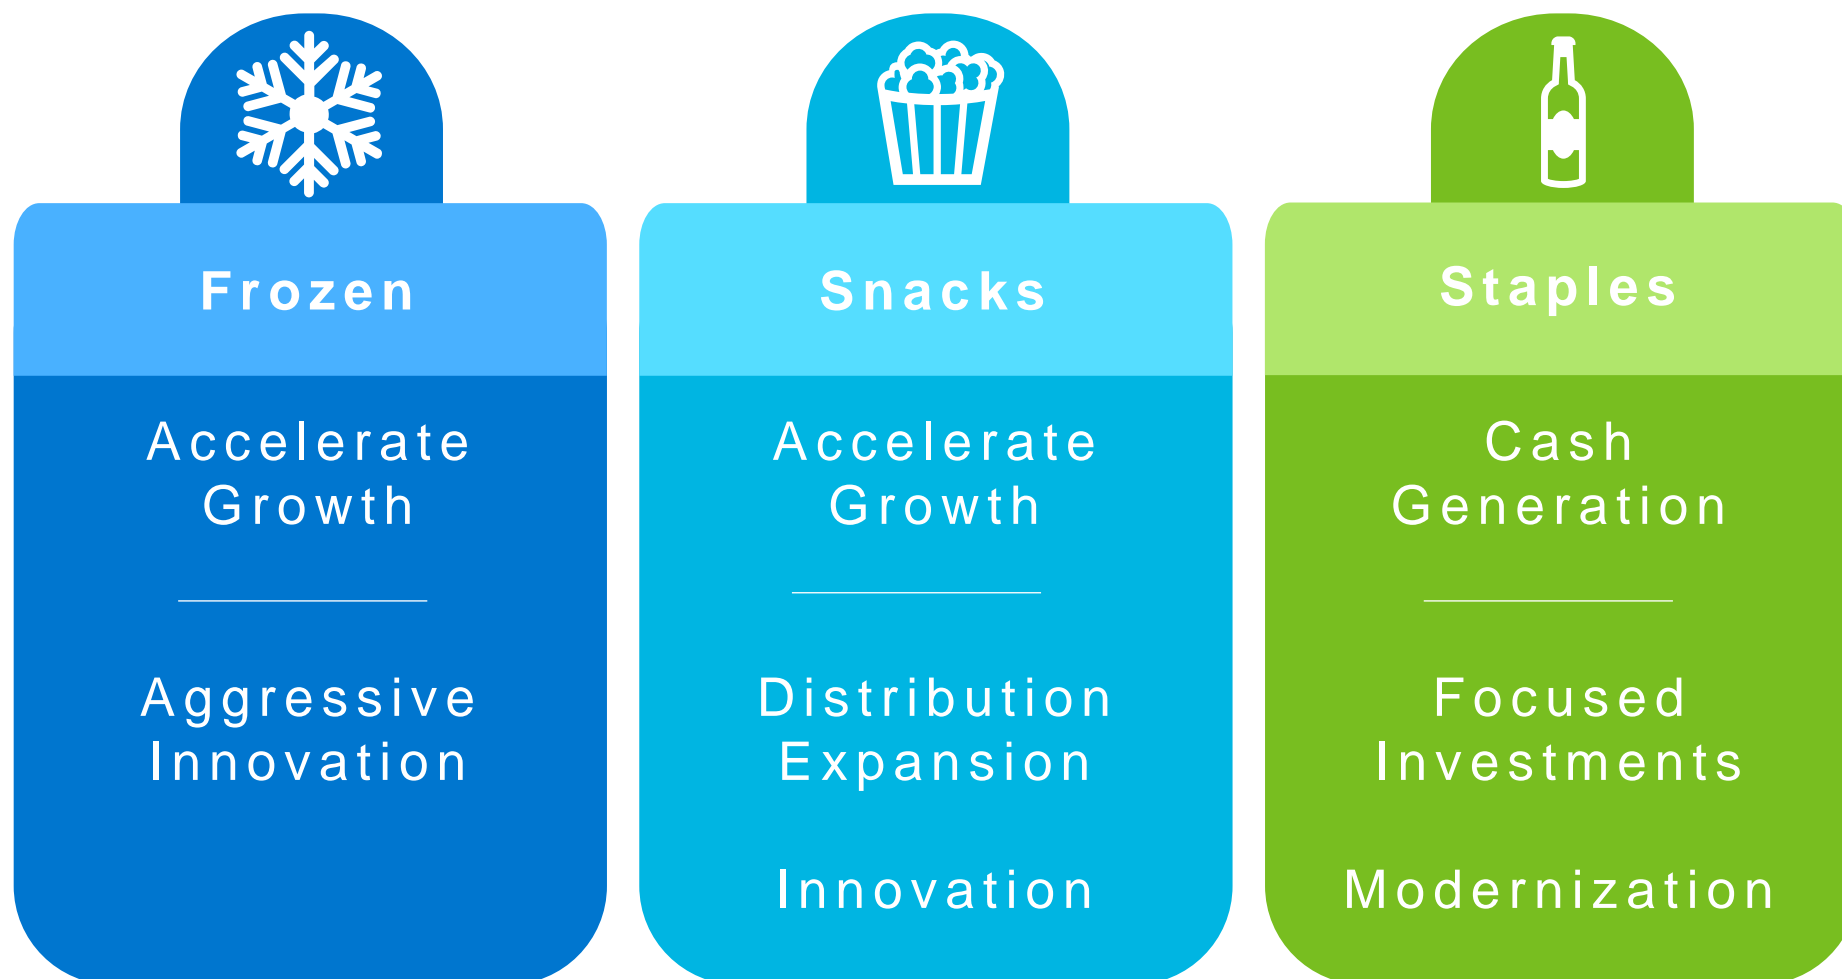 Frozen
Accelerate
Growth
Aggressive
Innovation
Snacks
Accelerate
Growth
Distribution
Expansion
Innovation
Staples
Cash
Generation
Focused
Investments
Modernization